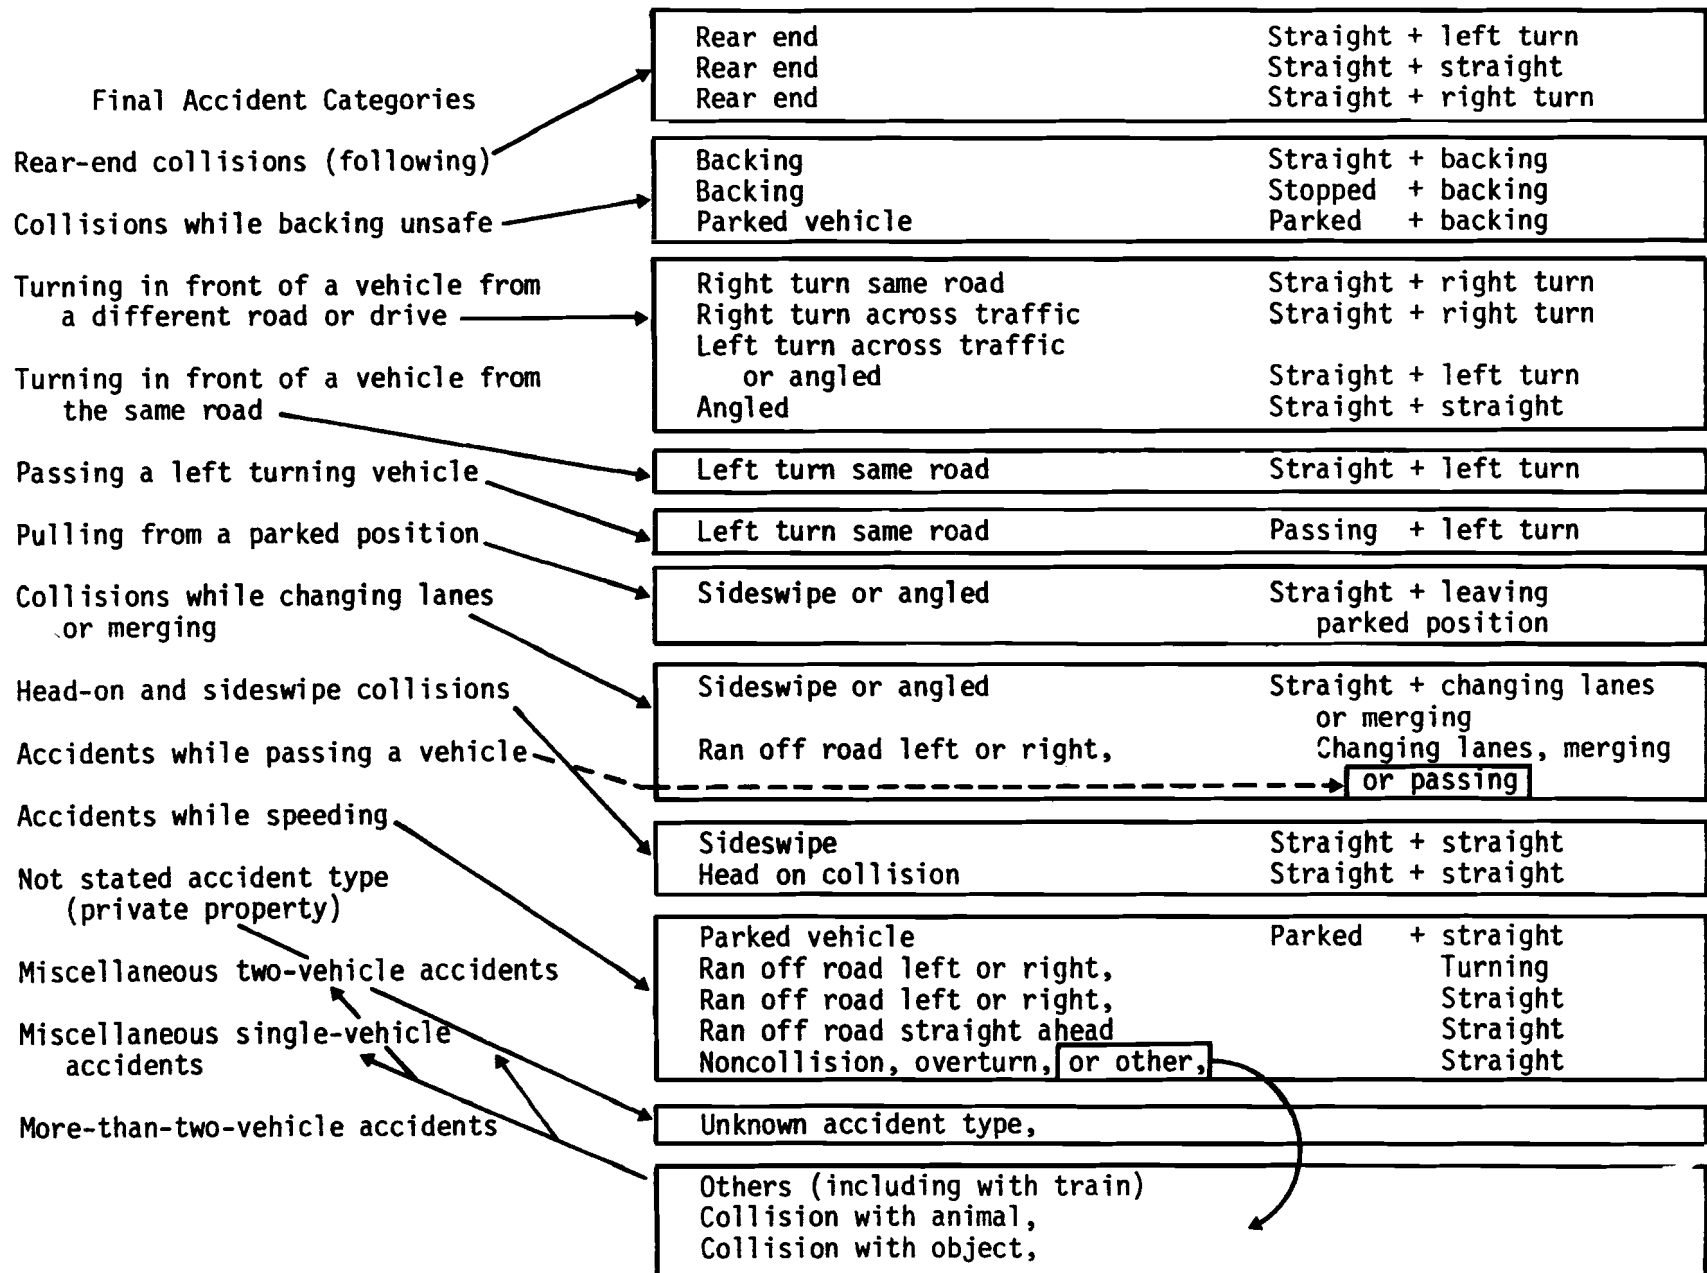 Final Accident Categories
Rear-end collisions (following)
Collisions while backing unsafe
Turning in front of a vehicle from
a different road or drive
Turning in front of a vehicle from
the same road
Passing a left turning vehicle
Pulling from a parked position
Collisions while changing lanes
or merging
Head-on and sideswipe collisions
Accidents while passing a vehicle
Accidents while speeding
Not stated accident type
(private property)
Miscellaneous two-vehicle accidents
Miscellaneous single-vehicle
accidents
More-than-two-vehicle accidents
Rear end Straight + left turn
Rear end Straight + straight
Rear end Straight + right turn
Backing Straight + backing
Backing Stopped + backing
Parked vehicle Parked + backing
Right turn same road Straight + right turn
Right turn across traffic Straight + right turn
Left turn across traffic
or angled Straight + left turn
Angled Straight + straight
Left turn same road Straight + left turn
Left turn same road Passing + left turn
Sideswipe or angled Straight + leaving
parked position
Sideswipe or angled Straight + changing lanes
or merging
Ran off road left or right, Changing lanes, merging
or passing
Sideswipe Straight + straight
Head on collision Straight + straight
Parked vehicle Parked + straight
Ran off road left or right, Turning
Ran off road left or right, Straight
Ran off road straight ahead Straight
Noncollision, overturn, or other, Straight
Unknown accident type,
Others (including with train)
Collision with animal,
Collision with object,